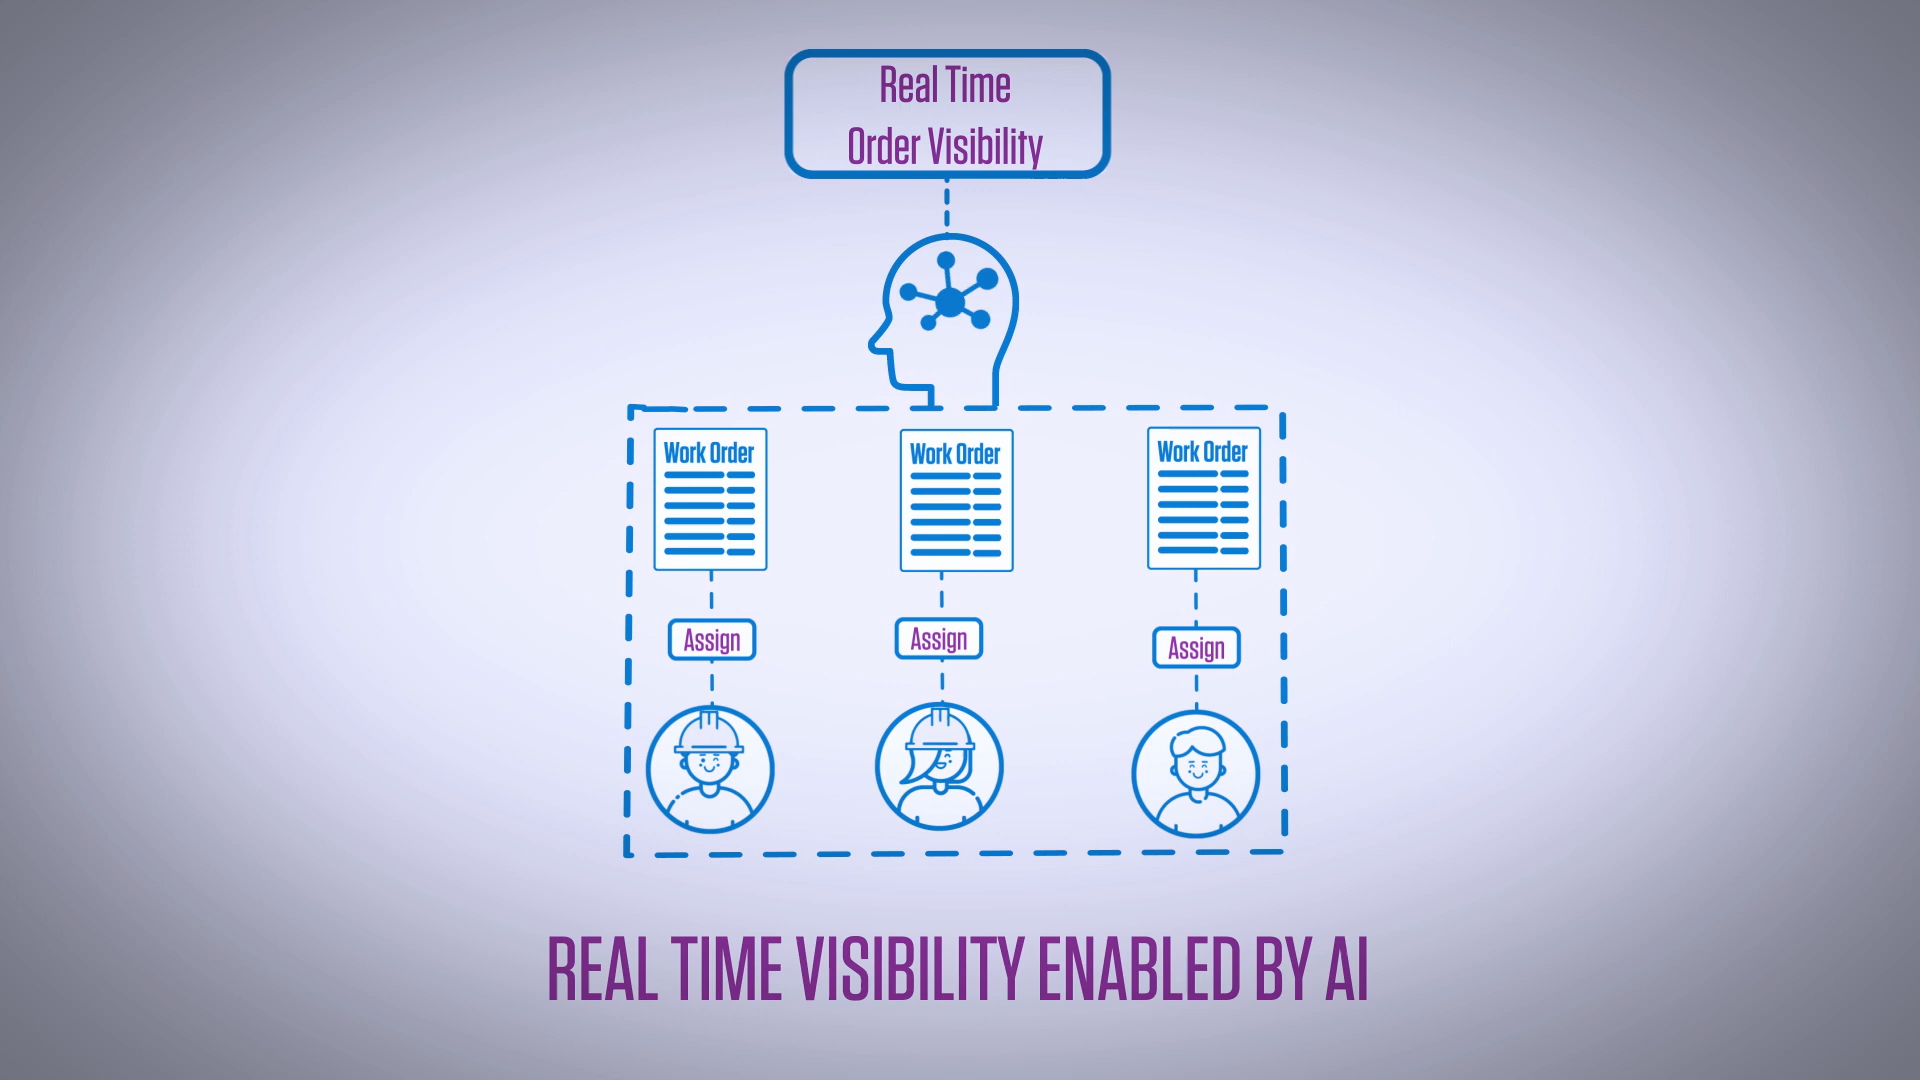 Real Time
Order Visibility
Work Order
Work Order
Work Order
Assign
Assign
Assign
REAL TIME VISIBILITY ENABLED BY AI